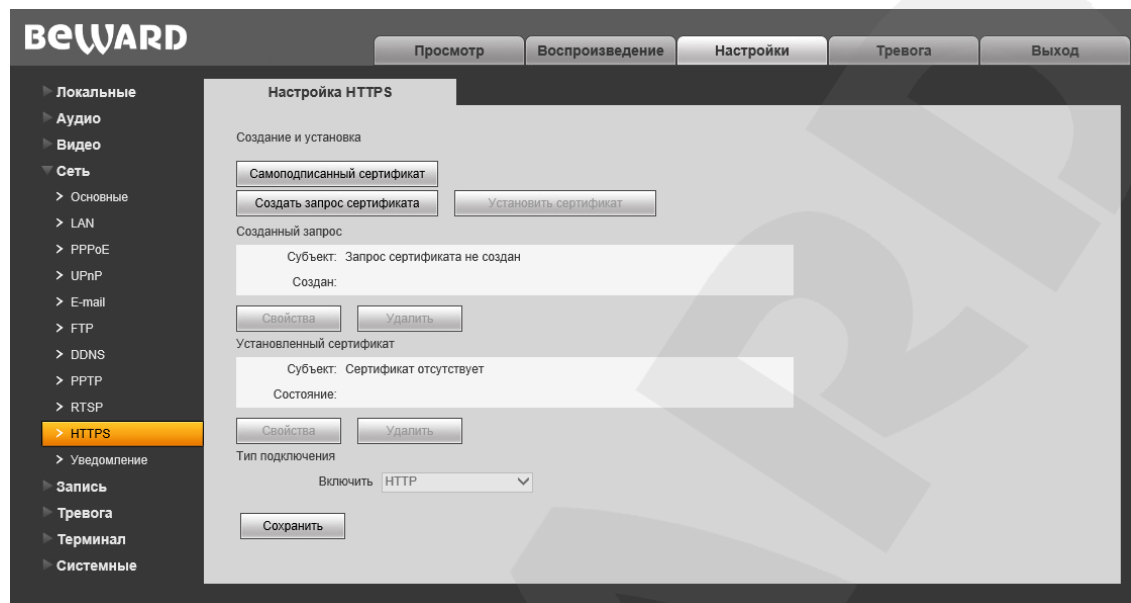 BEWARD
Просмотр Воспроизведение Настройки Тревога Выход
Локальные
Аудио
Видео
Сеть
Основные
LAN
PPPoE
UPnP
E-mail
FTP
DDNS
PPTP
RTSP
HTTPS
Уведомление
Запись
Тревога
Терминал
Системные
Настройка HTTPS
Создание и установка
Самоподписанный сертификат
Создать запрос сертификата Установить сертификат
Созданный запрос
Субъект: Запрос сертификата не создан
Создан:
Свойства Удалить
Установленный сертификат
Субъект: Сертификат отсутствует
Состояние:
Свойства Удалить
Тип подключения
Включить HTTP
Сохранить